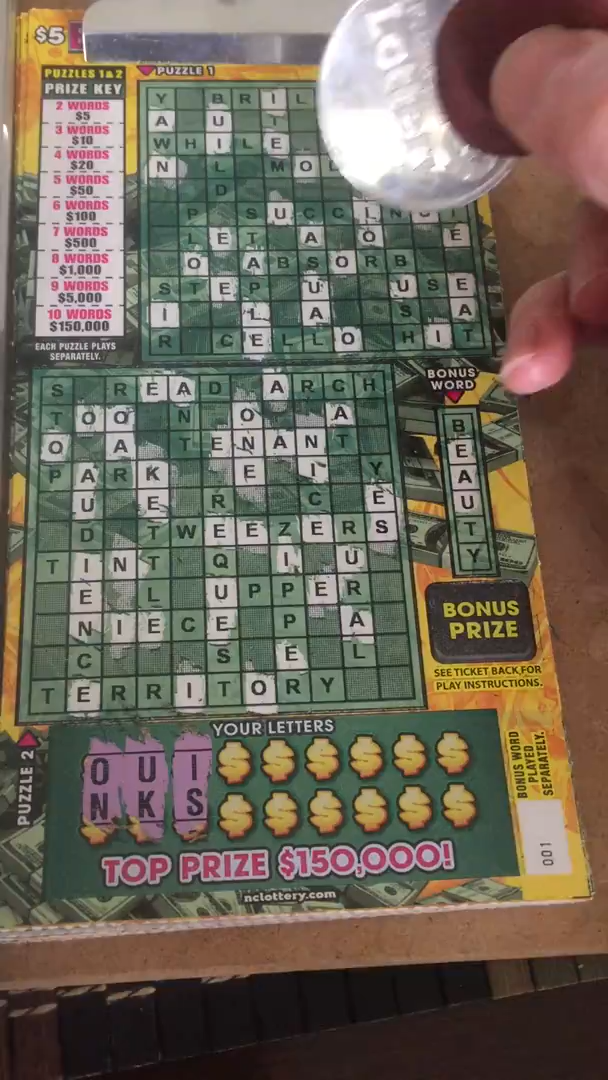 $5
PUZZLES 1&2
PRIZE KEY
2 WORDS
$5
3 WORDS
$10
4 WORDS
$20
5 WORDS
$50
6 WORDS
$100
7 WORDS
$500
8 WORDS
$1,000
9 WORDS
$5,000
10 WORDS
$150,000
EACH PUZZLE PLAYS
SEPARATELY.
PUZZLE 1
Y B R I L
A U T
W H I L E
N L M O
D
P S U C C I N C T
L E T A O E
O A B S O R B
S T E P U U S E
I L A S A
R C E L L O H I T
S R E A D A R C H
T O O N O A
O A T E N A N T T
P A R K E I Y
U E R C E
D T W E E Z E R S
T I N T Q I U
E L U P P E R
N I E C E P A
C S E L
T E R R I T O R Y
BONUS
WORD
B
E
A
U
T
Y
BONUS
PRIZE
SEE TICKET BACK FOR
PLAY INSTRUCTIONS.
PUZZLE 2
YOUR LETTERS
O U I
N K S
BONUS WORD
PLAYED
SEPARATELY.
001
TOP PRIZE $150,000!
nclottery.com